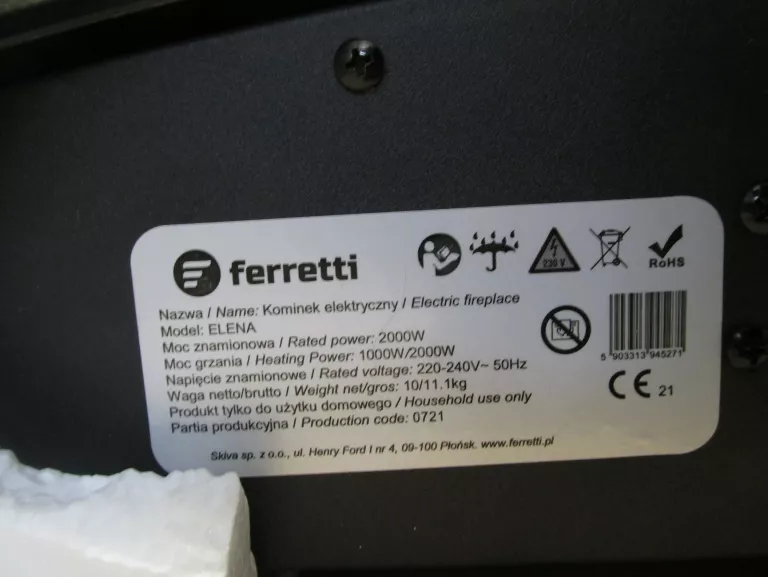 ferretti
230 V
RoHS
Nazwa / Name: Kominek elektryczny / Electric fireplace
Model: ELENA
Moc znamionowa / Rated power: 2000W
Moc grzania / Heating Power: 1000W/2000W
Napięcie znamionowe / Rated voltage: 220-240V~ 50Hz
Waga netto/brutto / Weight net/gros: 10/11.1kg
Produkt tylko do użytku domowego / Household use only
Partia produkcyjna / Production code: 0721
5 903313 945271
CE 21
Skiva sp. z o.o., ul. Henry Ford I nr 4, 09-100 Płońsk. www.ferretti.pl